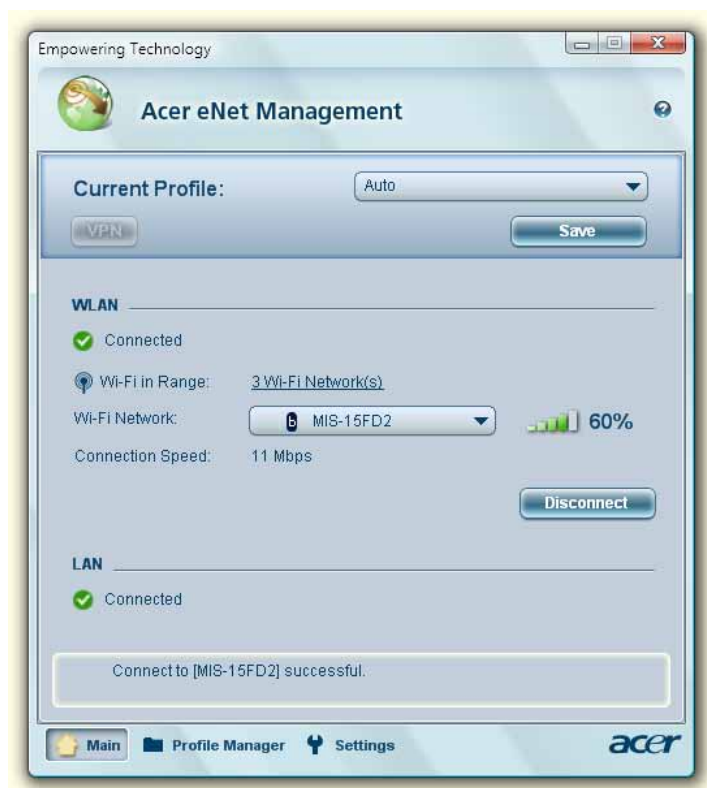 Empowering Technology
Acer eNet Management
Current Profile:
Auto
VPN
Save
WLAN
Connected
Wi-Fi in Range:
3 Wi-Fi Network(s)
Wi-Fi Network:
b MIS-15FD2
60%
Connection Speed:
11 Mbps
Disconnect
LAN
Connected
Connect to [MIS-15FD2] successful.
Main
Profile Manager
Settings
acer